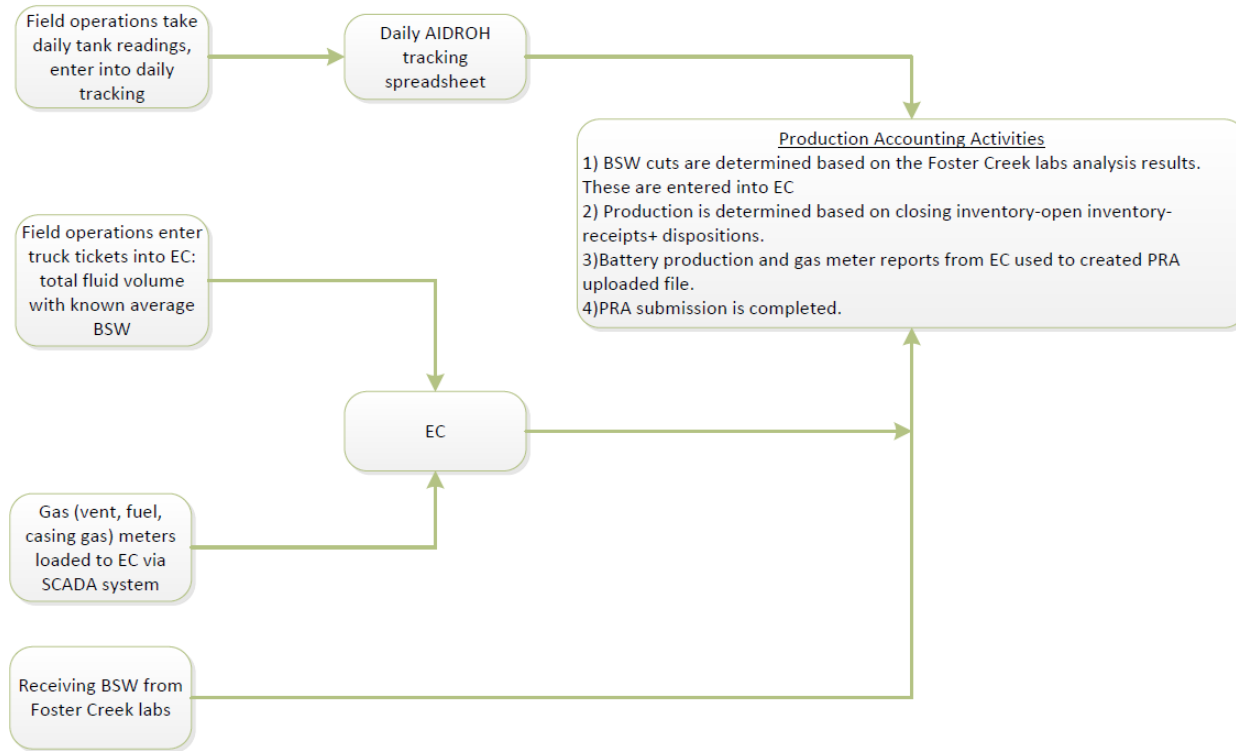 Field operations take
daily tank readings,
enter into daily
tracking
Daily AIDROH
tracking
spreadsheet
Production Accounting Activities
1) BSW cuts are determined based on the Foster Creek labs analysis results.
These are entered into EC
2) Production is determined based on closing inventory-open inventory-
receipts+ dispositions.
3)Battery production and gas meter reports from EC used to created PRA
uploaded file.
4)PRA submission is completed.
Field operations enter
truck tickets into EC:
total fluid volume
with known average
BSW
EC
Gas (vent, fuel,
casing gas) meters
loaded to EC via
SCADA system
Receiving BSW from
Foster Creek labs